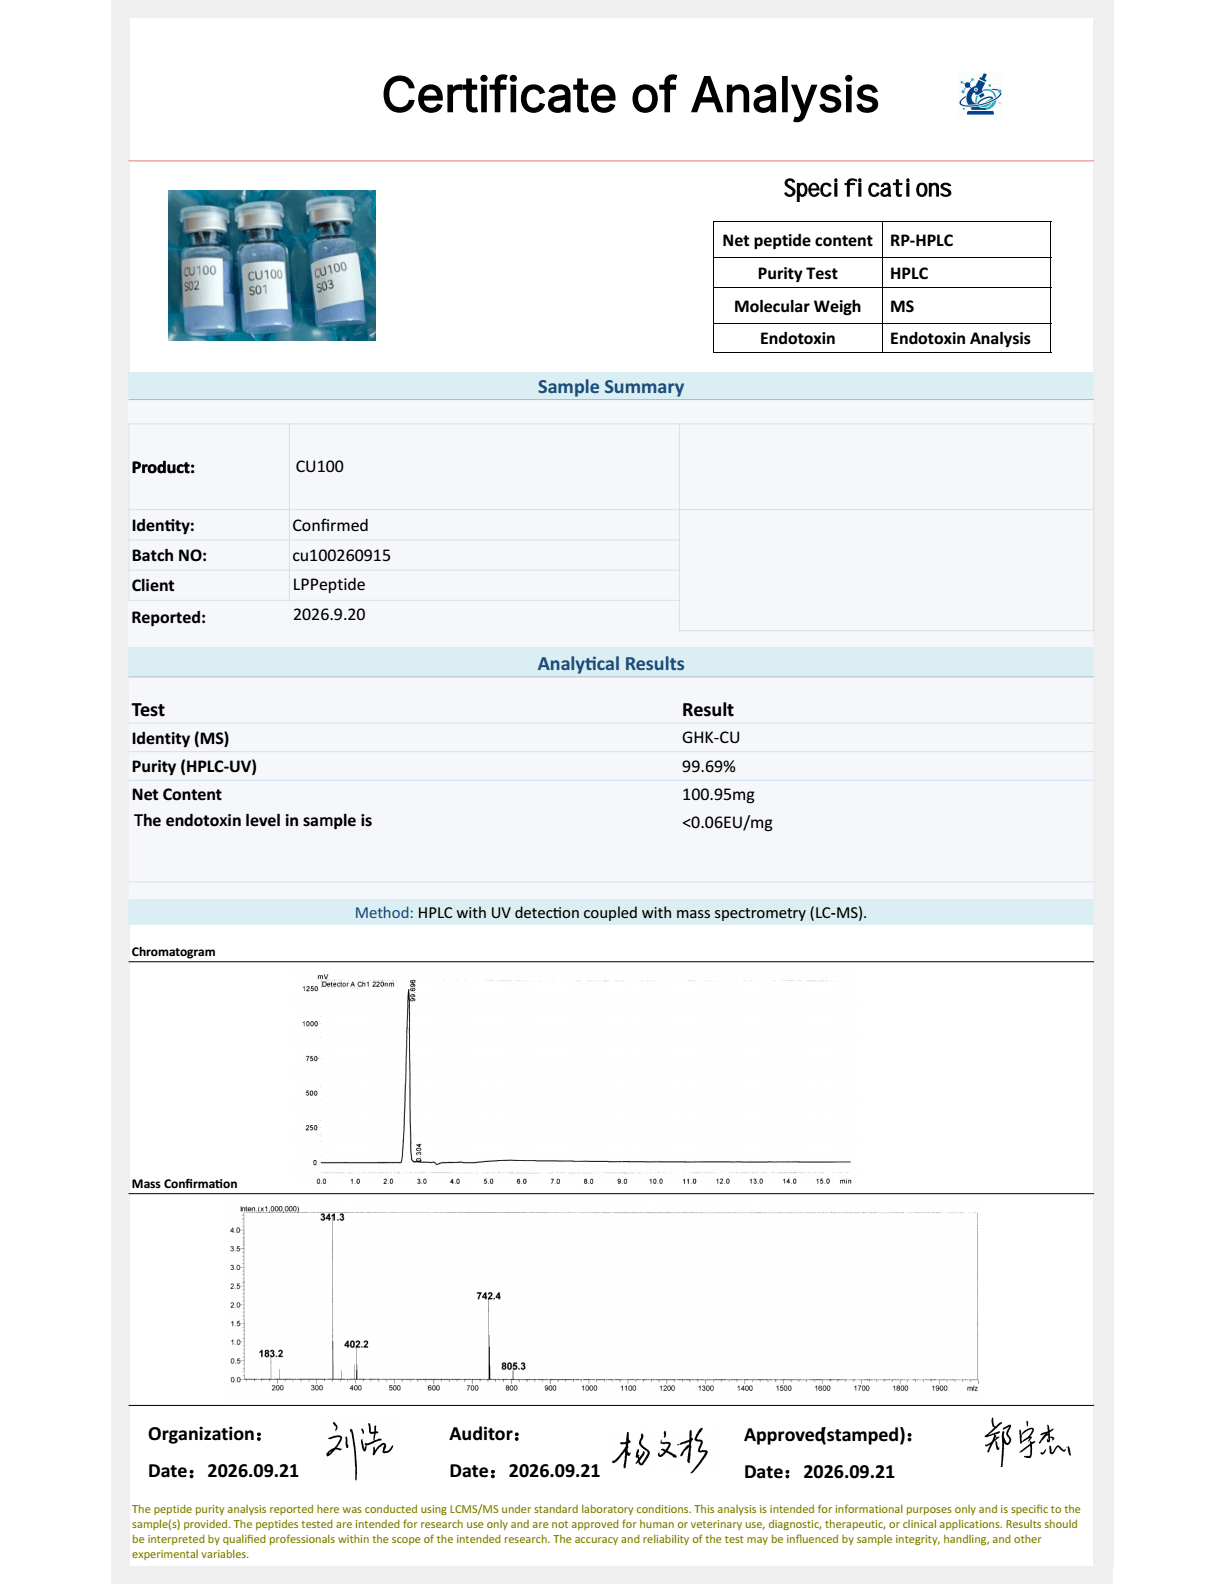 Certificate of Analysis
CU100
S02
CU100
S01
CU100
S03
Specifications
Net peptide content RP-HPLC
Purity Test HPLC
Molecular Weigh MS
Endotoxin Endotoxin Analysis
Sample Summary
Product: CU100
Identity: Confirmed
Batch NO: cu100260915
Client LPPeptide
Reported: 2026.9.20
Analytical Results
Test Result
Identity (MS) GHK-CU
Purity (HPLC-UV) 99.69%
Net Content 100.95mg
The endotoxin level in sample is <0.06EU/mg
Method: HPLC with UV detection coupled with mass spectrometry (LC-MS).
Chromatogram
mV
Detector A Ch1 220nm
99.696
1250
1000
750
500
250
0
0.304
0.0 1.0 2.0 3.0 4.0 5.0 6.0 7.0 8.0 9.0 10.0 11.0 12.0 13.0 14.0 15.0 min
Mass Confirmation
Inten.(x1,000,000)
341.3
4.0
3.5
3.0
2.5
742.4
2.0
1.5
1.0
402.2
183.2
0.5
805.3
0.0
200 300 400 500 600 700 800 900 1000 1100 1200 1300 1400 1500 1600 1700 1800 1900 m/z
Organization： 刘浩 Auditor： 杨文杉 Approved(stamped)： 郑宇杰
Date：2026.09.21 Date：2026.09.21 Date：2026.09.21
The peptide purity analysis reported here was conducted using LCMS/MS under standard laboratory conditions. This analysis is intended for informational purposes only and is specific to the
sample(s) provided. The peptides tested are intended for research use only and are not approved for human or veterinary use, diagnostic, therapeutic, or clinical applications. Results should
be interpreted by qualified professionals within the scope of the intended research. The accuracy and reliability of the test may be influenced by sample integrity, handling, and other
experimental variables.